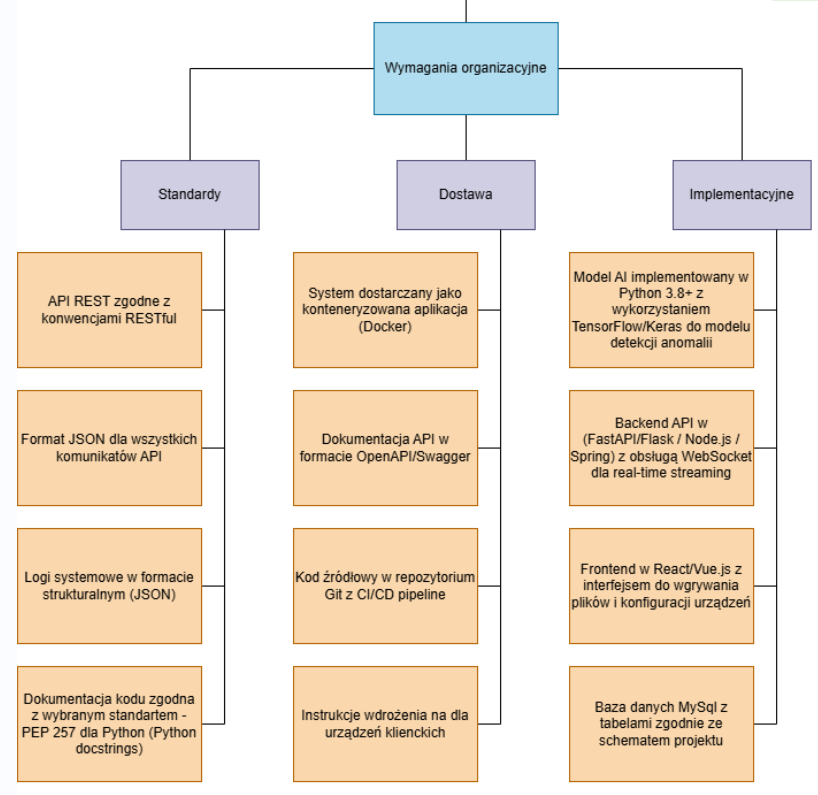 Wymagania organizacyjne
Standardy
API REST zgodne z
konwencjami RESTful
Format JSON dla wszystkich
komunikatów API
Logi systemowe w formacie
strukturalnym (JSON)
Dokumentacja kodu zgodna
z wybranym standartem -
PEP 257 dla Python (Python
docstrings)
Dostawa
System dostarczany jako
konteneryzowana aplikacja
(Docker)
Dokumentacja API w
formacie OpenAPI/Swagger
Kod źródłowy w repozytorium
Git z CI/CD pipeline
Instrukcje wdrożenia na dla
urządzeń klienckich
Implementacyjne
Model AI implementowany w
Python 3.8+ z
wykorzystaniem
TensorFlow/Keras do modelu
detekcji anomalii
Backend API w
(FastAPI/Flask / Node.js /
Spring) z obsługą WebSocket
dla real-time streaming
Frontend w React/Vue.js z
interfejsem do wgrywania
plików i konfiguracji urządzeń
Baza danych MySql z
tabelami zgodnie ze
schematem projektu